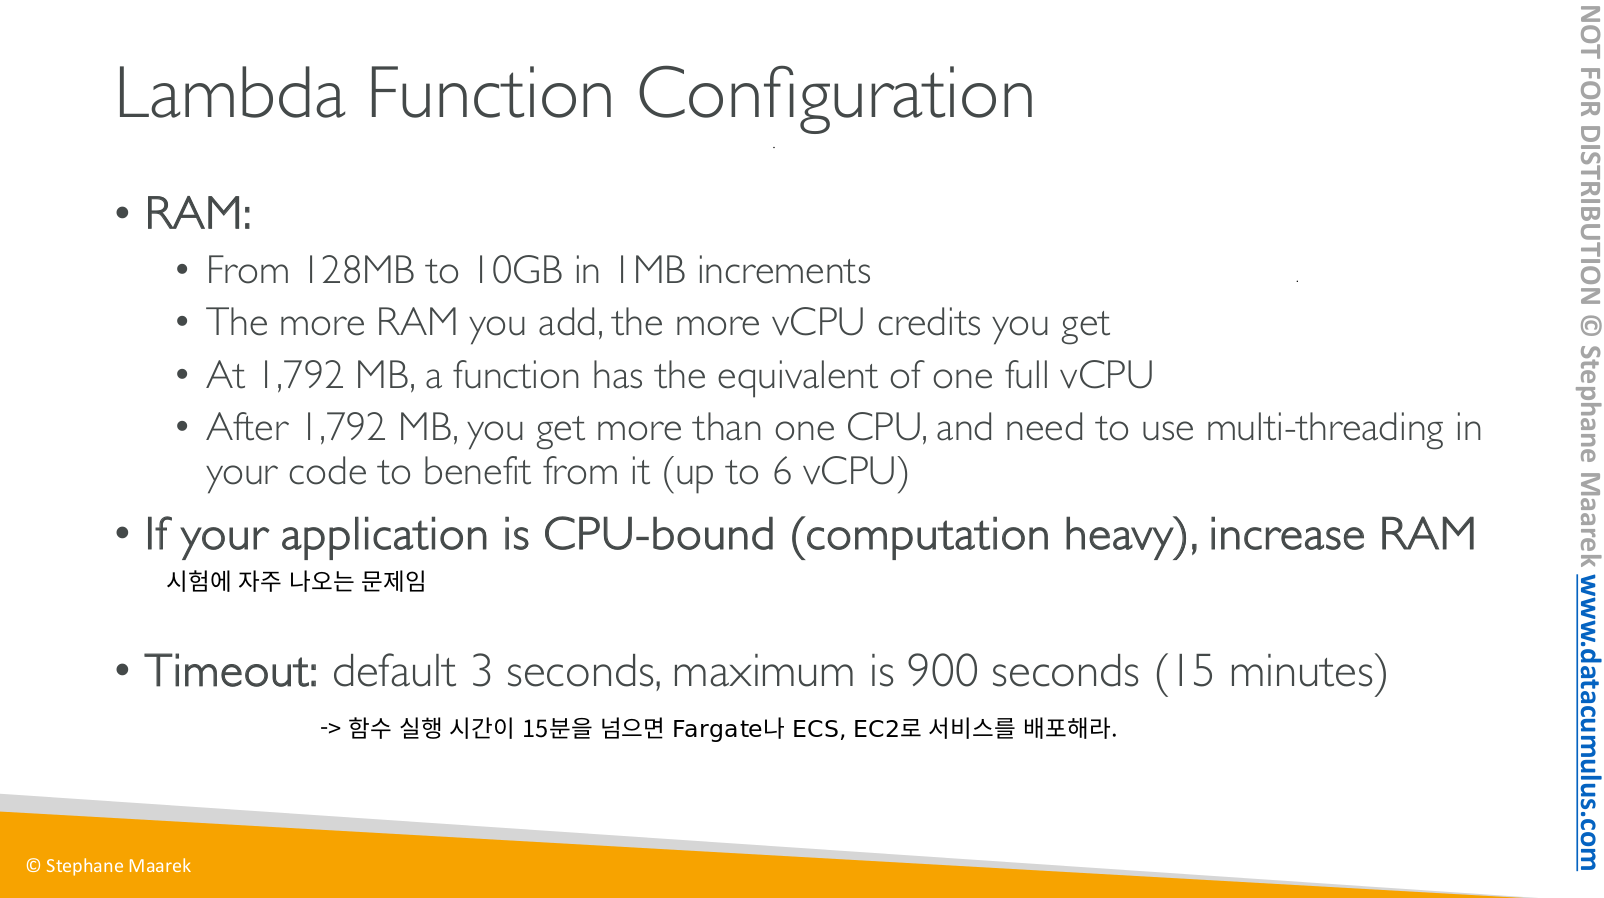 Lambda Function Configuration
• RAM:
• From 128MB to 10GB in 1MB increments
• The more RAM you add, the more vCPU credits you get
• At 1,792 MB, a function has the equivalent of one full vCPU
• After 1,792 MB, you get more than one CPU, and need to use multi-threading in
your code to benefit from it (up to 6 vCPU)
• If your application is CPU-bound (computation heavy), increase RAM
시험에 자주 나오는 문제임
• Timeout: default 3 seconds, maximum is 900 seconds (15 minutes)
-> 함수 실행 시간이 15분을 넘으면 Fargate나 ECS, EC2로 서비스를 배포해라.
© Stephane Maarek
NOT FOR DISTRIBUTION © Stephane Maarek www.datacumulus.com